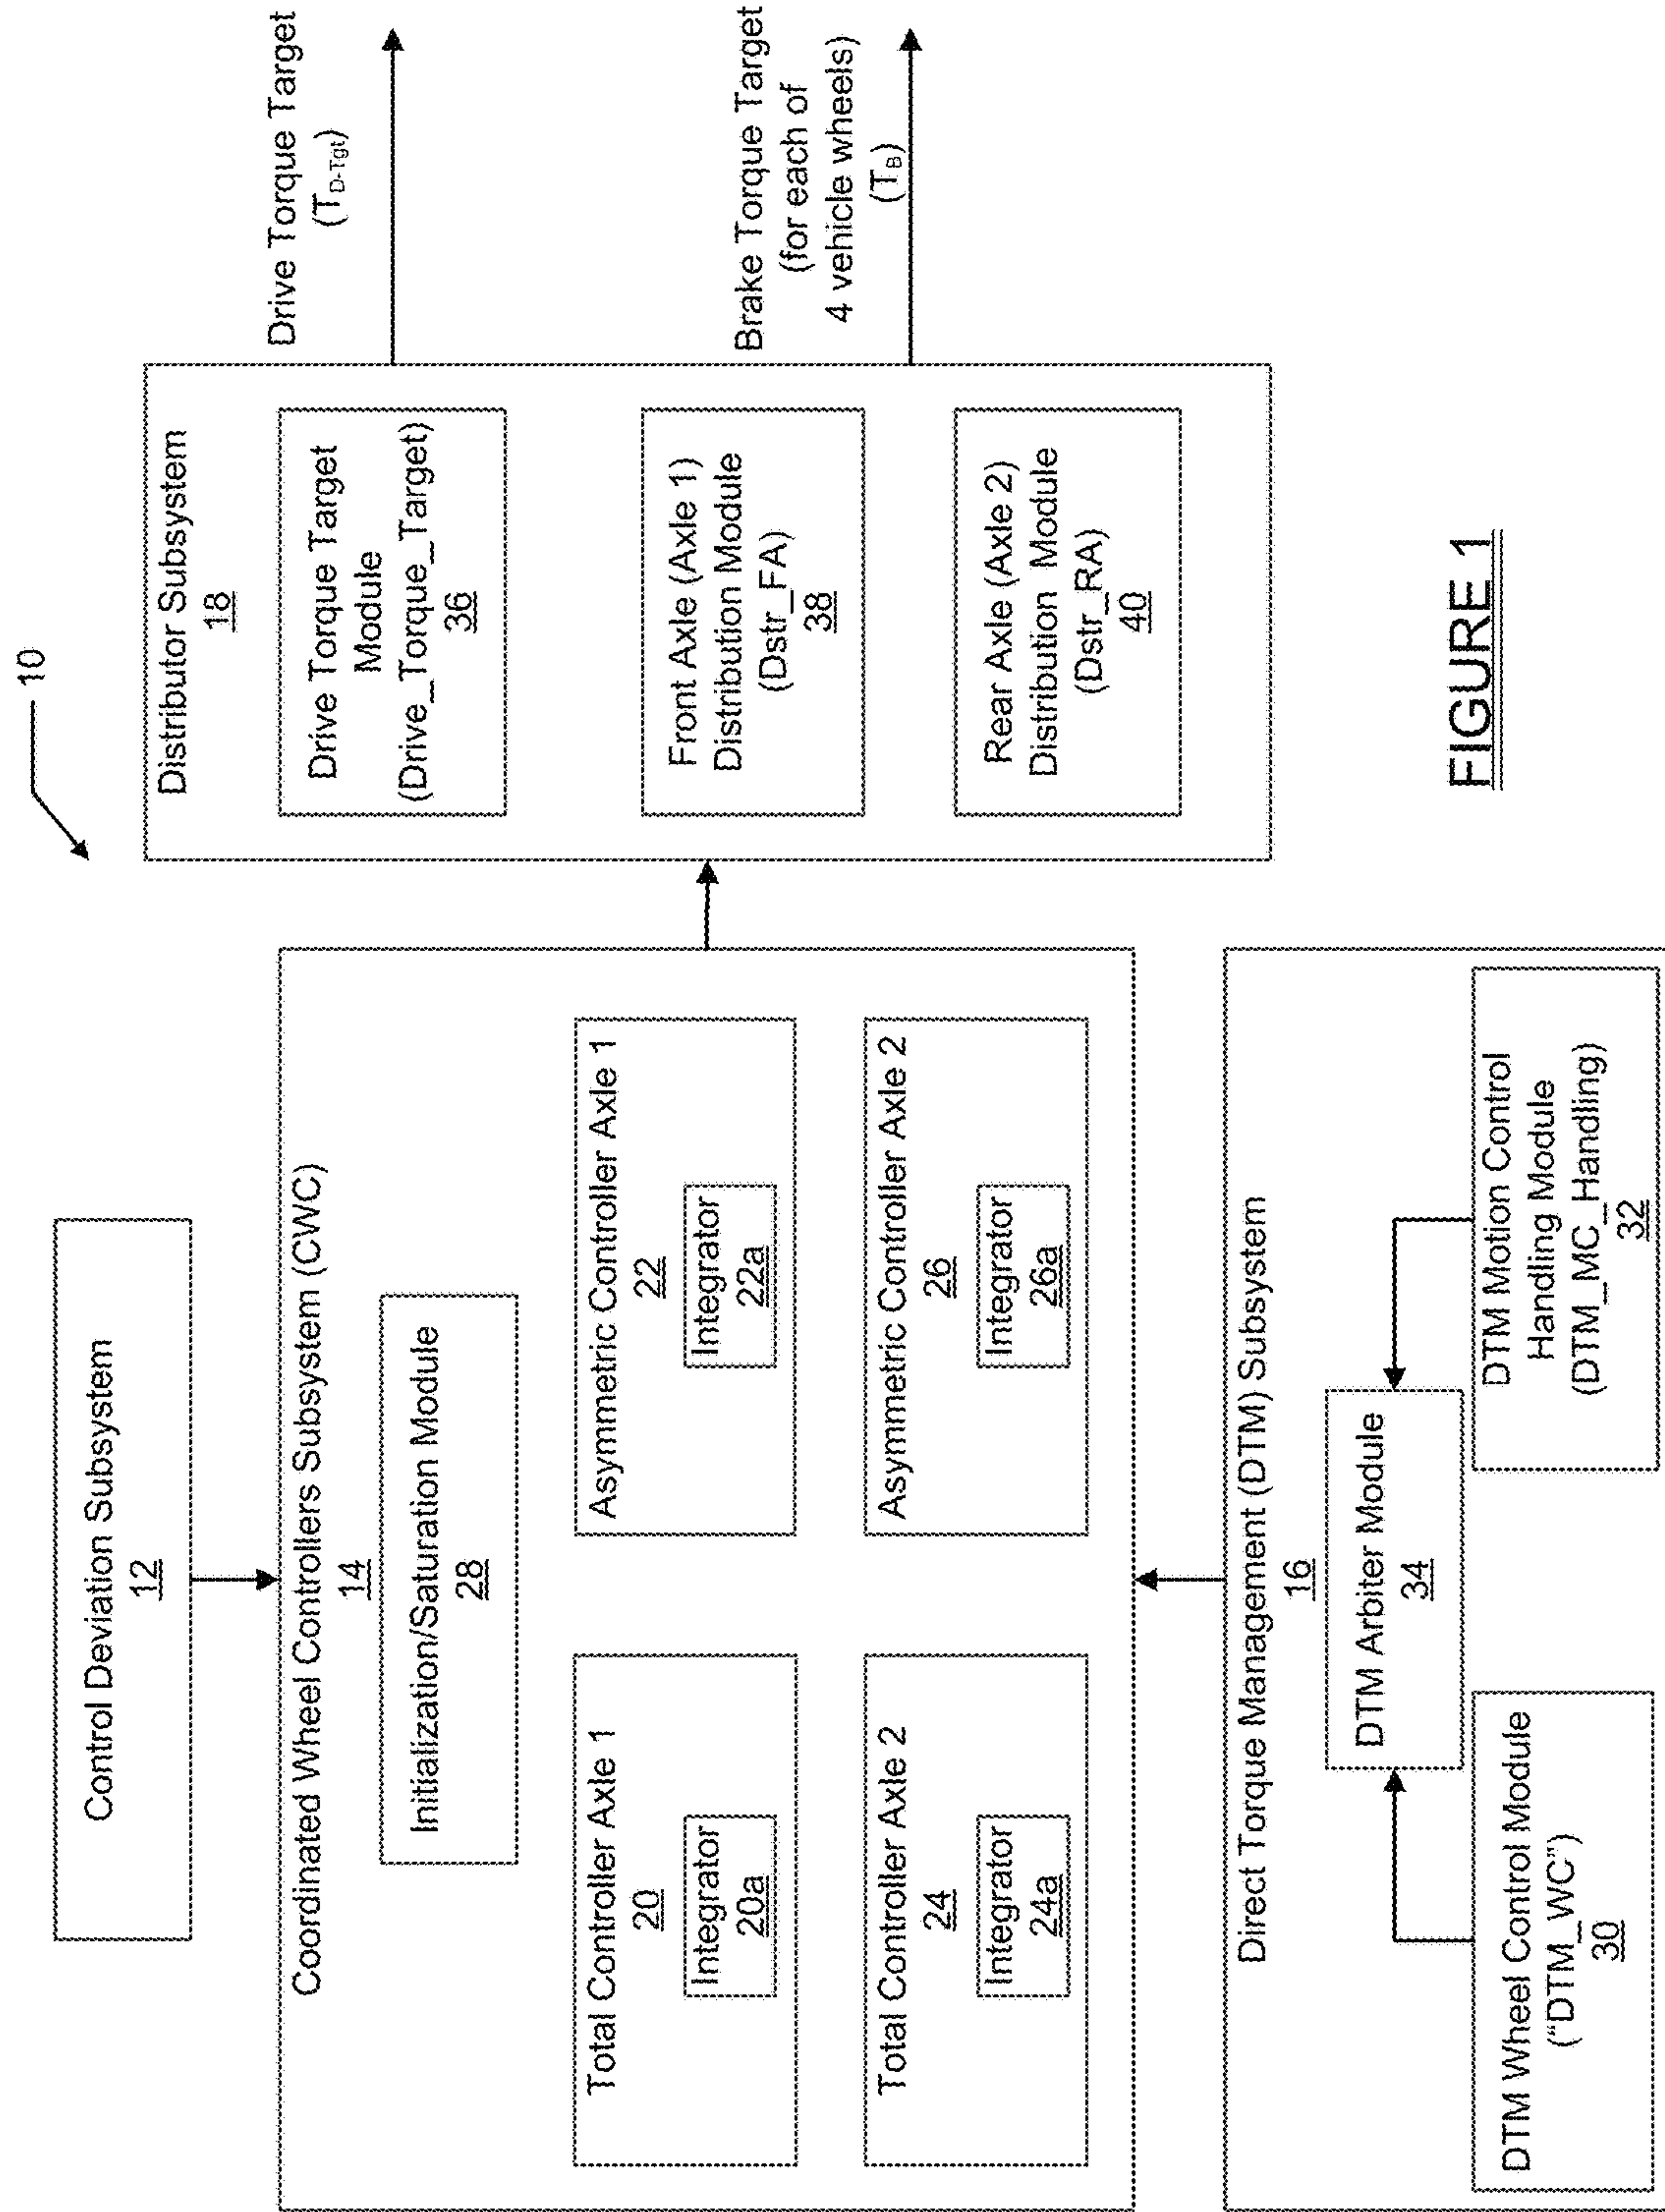 10
Control Deviation Subsystem
12
Coordinated Wheel Controllers Subsystem (CWC)
14
Initialization/Saturation Module
28
Total Controller Axle 1
20
Integrator
20a
Asymmetric Controller Axle 1
22
Integrator
22a
Total Controller Axle 2
24
Integrator
24a
Asymmetric Controller Axle 2
26
Integrator
26a
Direct Torque Management (DTM) Subsystem
16
DTM Arbiter Module
34
DTM Wheel Control Module
("DTM_WC")
30
DTM Motion Control
Handling Module
(DTM_MC_Handling)
32
Distributor Subsystem
18
Drive Torque Target
Module
(Drive_Torque_Target)
36
Front Axle (Axle 1)
Distribution Module
(Dstr_FA)
38
Rear Axle (Axle 2)
Distribution Module
(Dstr_RA)
40
Drive Torque Target
(TD-Tgt)
Brake Torque Target
(for each of
4 vehicle wheels)
(TB)
FIGURE 1